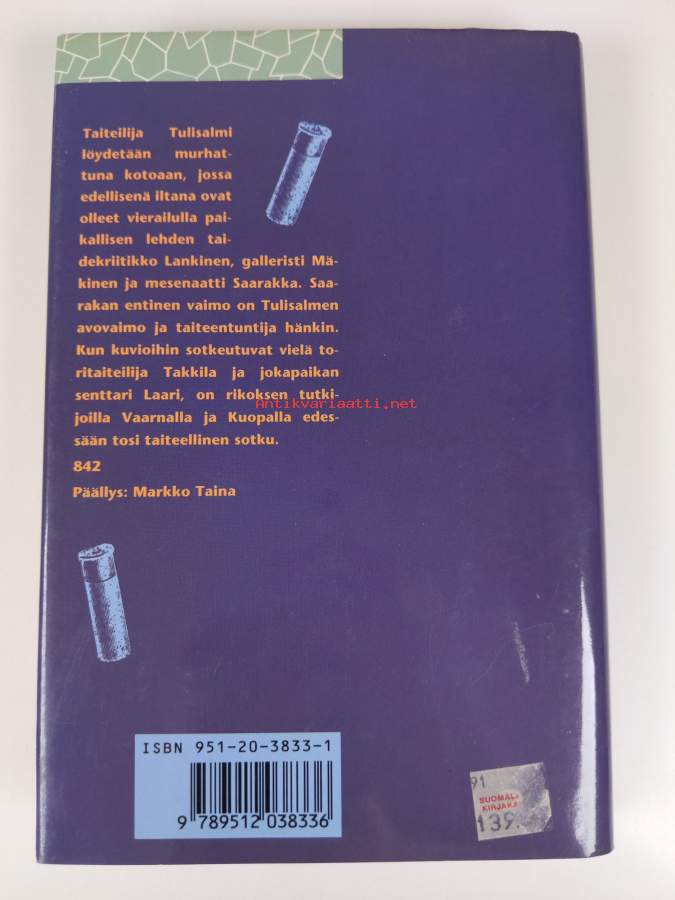 Taiteilija Tulisalmi
löydetään murhat-
tuna kotoaan, jossa
edellisenä iltana ovat
olleet vierailulla pai-
kallisen lehden tai-
dekriitikko Lankinen, galleristi Mä-
kinen ja mesenaatti Saarakka. Saa-
rakan entinen vaimo on Tulisalmen
avovaimo ja taiteentuntija hänkin.
Kun kuvioihin sotkeutuvat vielä to-
ritaiteilija Takkila ja jokapaikan
senttari Laari, on rikoksen tutki-
joilla Vaarnalla ja Kuopalla edes-
sään tosi taiteellinen sotku.
842
Päällys: Markko Taina
Antikvariaatti.net
ISBN 951-20-3833-1
9 789512 038336
91
SUOMAL
KIRJAKA
139.